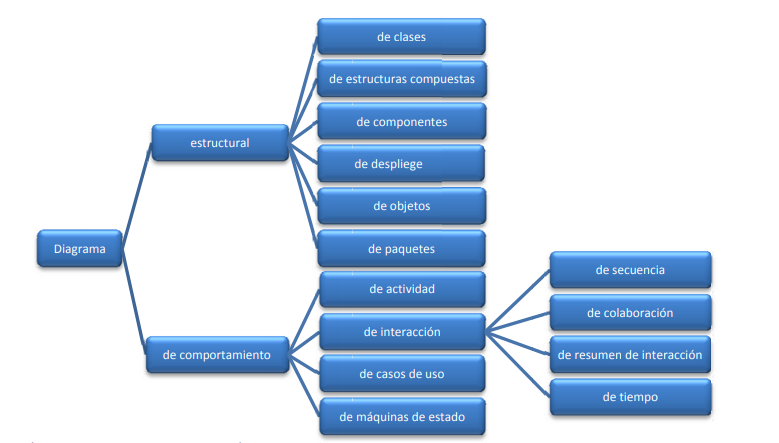 Diagrama
estructural
de clases
de estructuras compuestas
de componentes
de despliege
de objetos
de paquetes
de comportamiento
de actividad
de interacción
de secuencia
de colaboración
de resumen de interacción
de tiempo
de casos de uso
de máquinas de estado